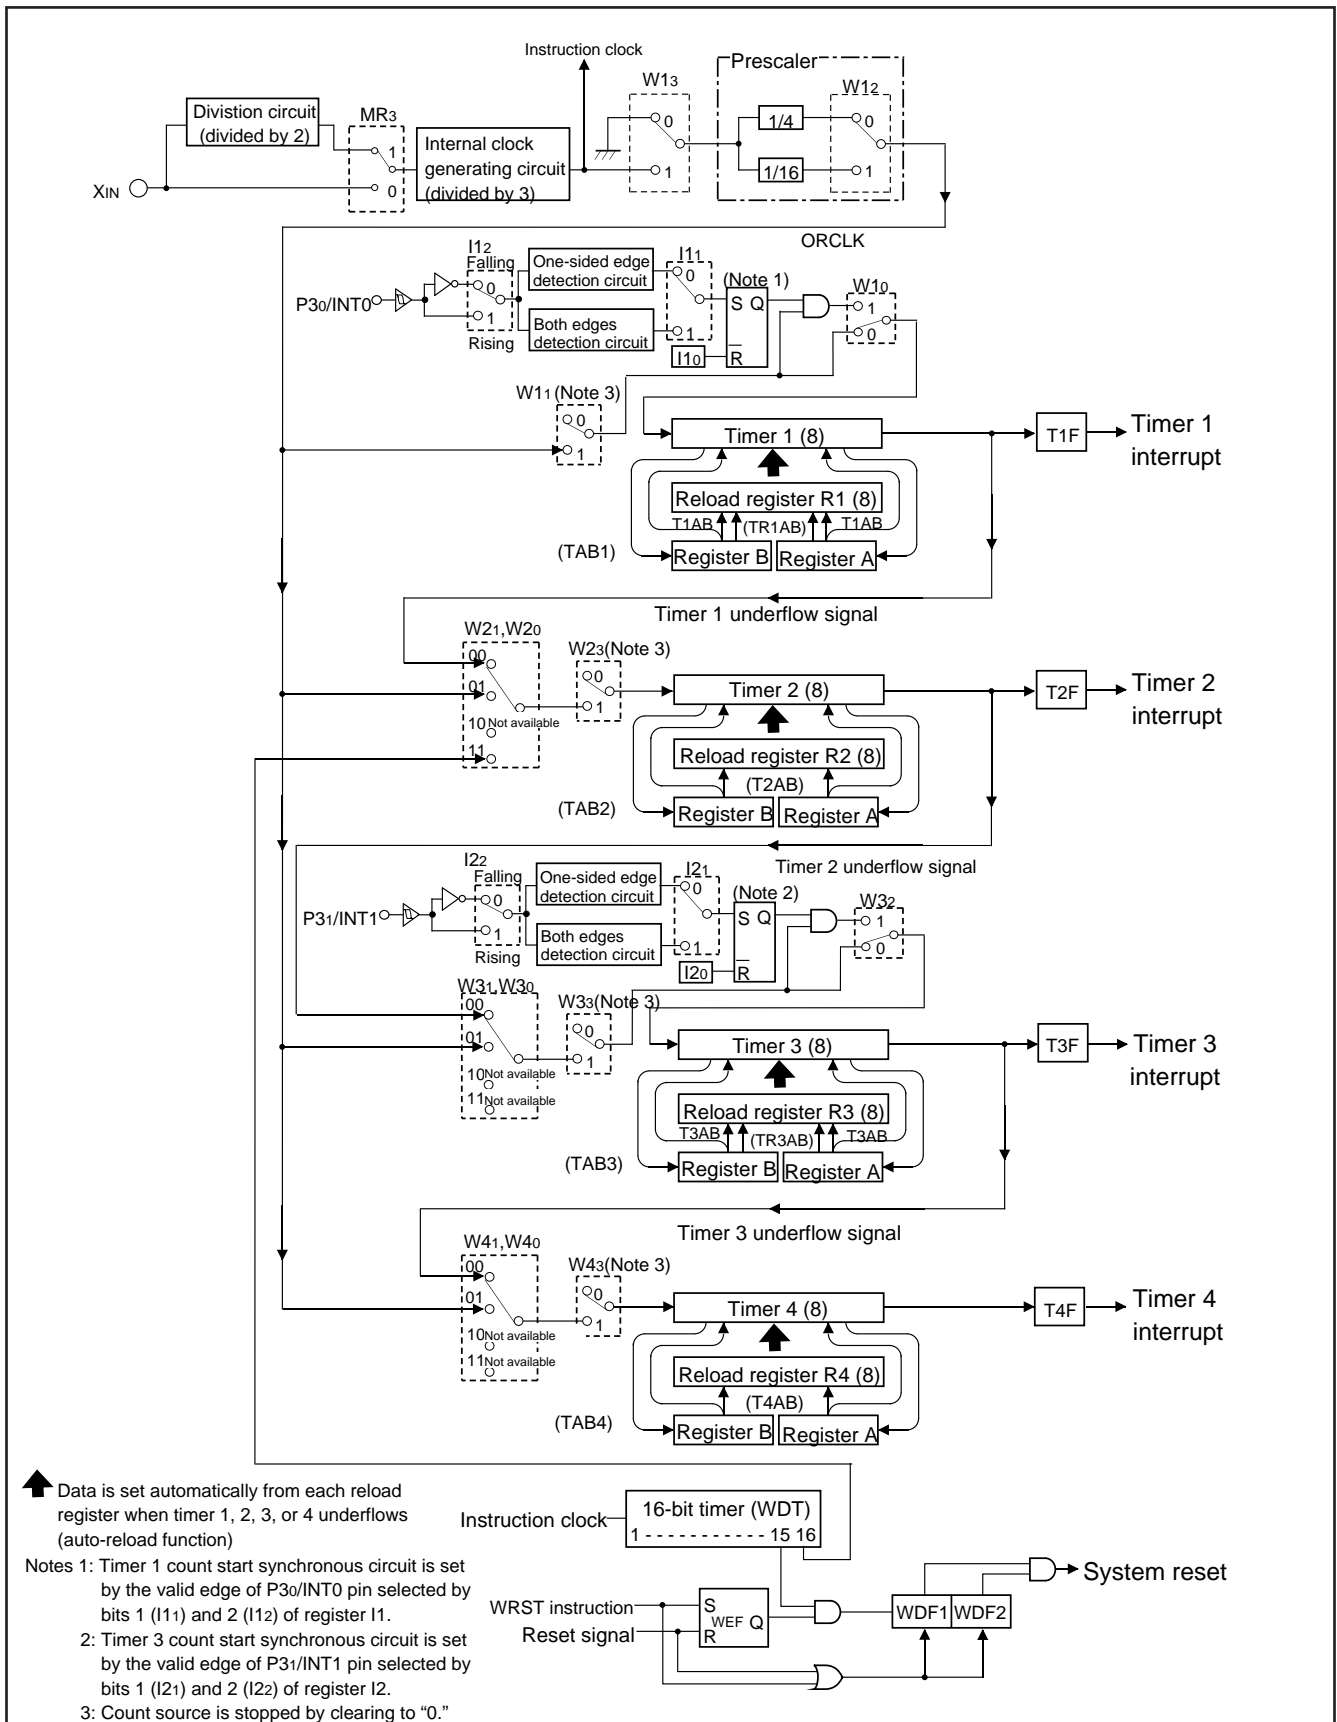 Instruction clock
Prescaler
W13
W12
Divistion circuit
(divided by 2)
MR3
1
0
Internal clock
generating circuit
(divided by 3)
0
1
1/4
1/16
0
1
XIN
ORCLK
I12
Falling
0
1
Rising
P30/INT0
One-sided edge
detection circuit
Both edges
detection circuit
I11
0
1
(Note 1)
S Q
R
I10
W10
1
0
W11(Note 3)
0
1
Timer 1 (8)
T1F
Timer 1
interrupt
Reload register R1 (8)
T1AB
(TR1AB)
T1AB
(TAB1)
Register B
Register A
Timer 1 underflow signal
W21,W20
00
01
10 Not available
11
W23(Note 3)
0
1
Timer 2 (8)
T2F
Timer 2
interrupt
Reload register R2 (8)
(T2AB)
(TAB2)
Register B
Register A
Timer 2 underflow signal
I22
Falling
0
1
Rising
P31/INT1
One-sided edge
detection circuit
Both edges
detection circuit
I21
0
1
(Note 2)
S Q
R
I20
W32
1
0
W31,W30
00
01
10 Not available
11 Not available
W33(Note 3)
0
1
Timer 3 (8)
T3F
Timer 3
interrupt
Reload register R3 (8)
T3AB
(TR3AB)
T3AB
(TAB3)
Register B
Register A
Timer 3 underflow signal
W41,W40
00
01
10 Not available
11 Not available
W43(Note 3)
0
1
Timer 4 (8)
T4F
Timer 4
interrupt
Reload register R4 (8)
(T4AB)
(TAB4)
Register B
Register A
Data is set automatically from each reload
register when timer 1, 2, 3, or 4 underflows
(auto-reload function)
Notes 1: Timer 1 count start synchronous circuit is set
by the valid edge of P30/INT0 pin selected by
bits 1 (I11) and 2 (I12) of register I1.
2: Timer 3 count start synchronous circuit is set
by the valid edge of P31/INT1 pin selected by
bits 1 (I21) and 2 (I22) of register I2.
3: Count source is stopped by clearing to “0.”
Instruction clock
16-bit timer (WDT)
1 - - - - - - - - - - - 15 16
System reset
WRST instruction
Reset signal
S
WEF Q
R
WDF1 WDF2